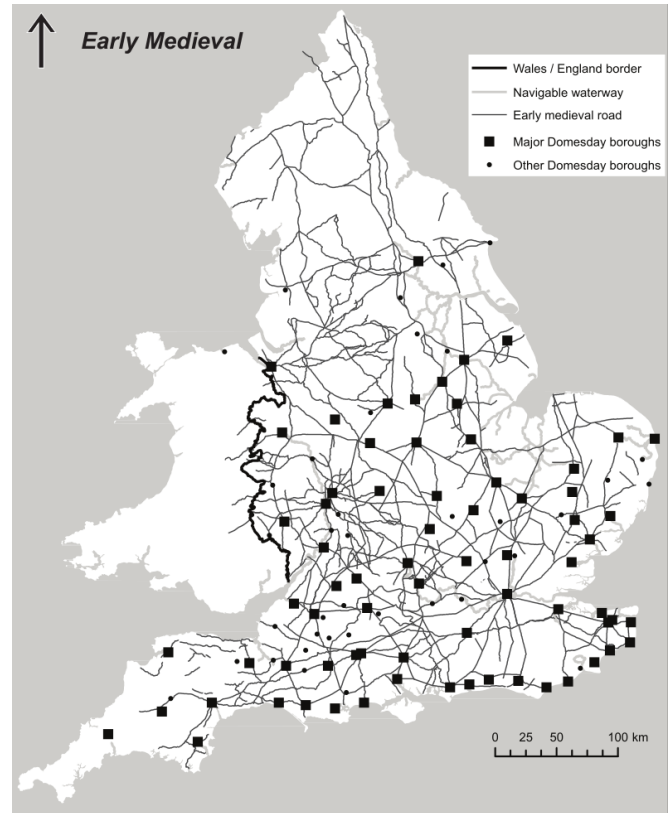 Early Medieval
Wales / England border
Navigable waterway
Early medieval road
Major Domesday boroughs
Other Domesday boroughs
0 25 50 100 km